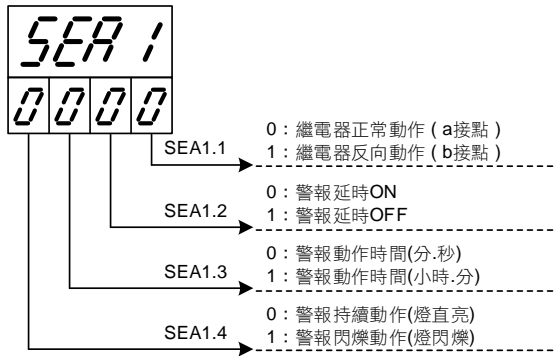 SEA1
0000
SEA1.1
0：繼電器正常動作 ( a接點 )
1：繼電器反向動作 ( b接點 )
SEA1.2
0：警報延時ON
1：警報延時OFF
SEA1.3
0：警報動作時間(分.秒)
1：警報動作時間(小時.分)
SEA1.4
0：警報持續動作(燈直亮)
1：警報閃爍動作(燈閃爍)